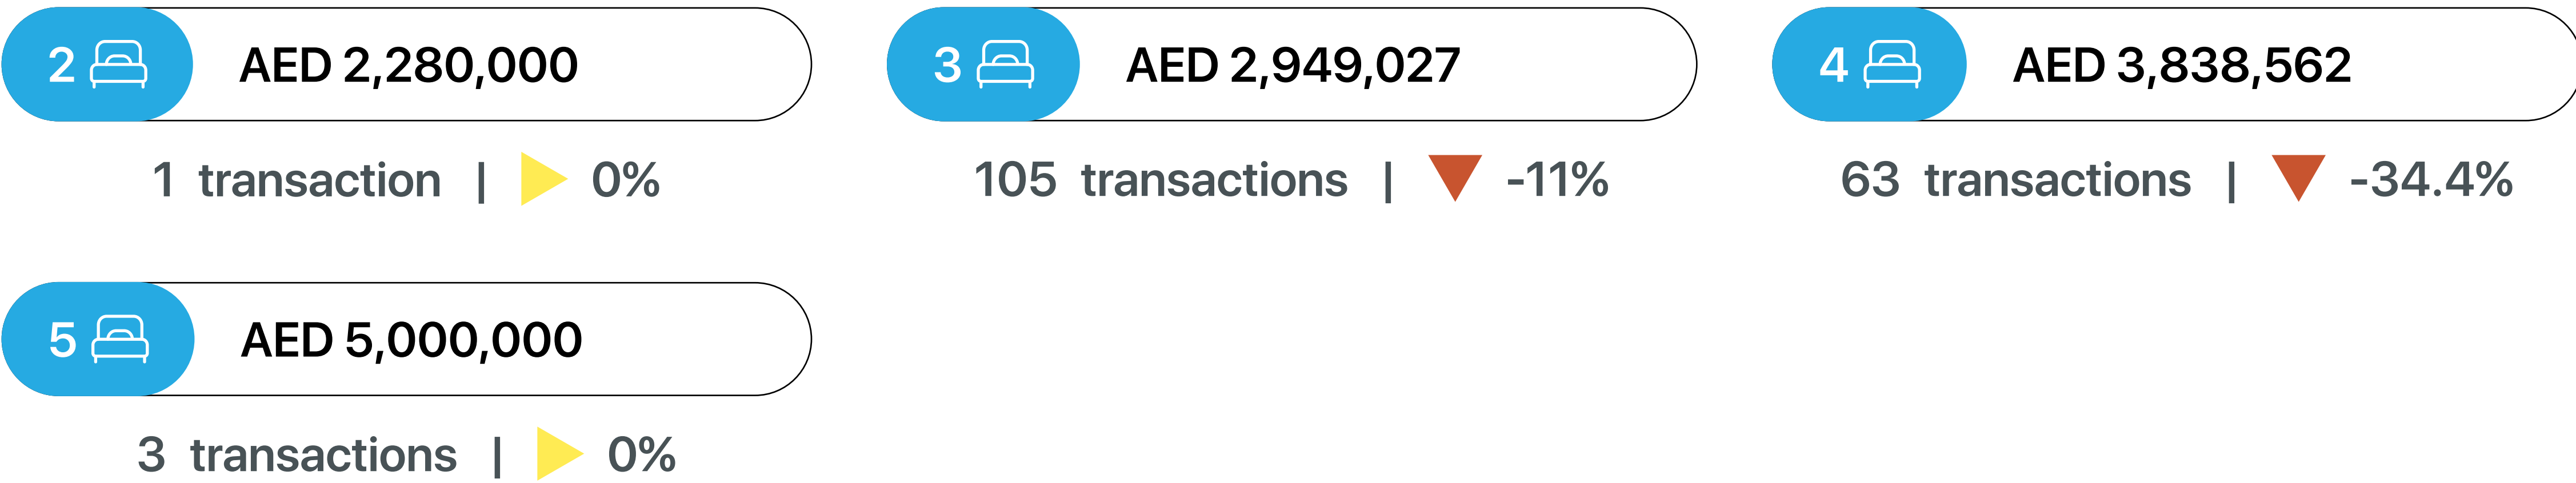 2 AED 2,280,000
1 transaction | 0%
3 AED 2,949,027
105 transactions | -11%
4 AED 3,838,562
63 transactions | -34.4%
5 AED 5,000,000
3 transactions | 0%